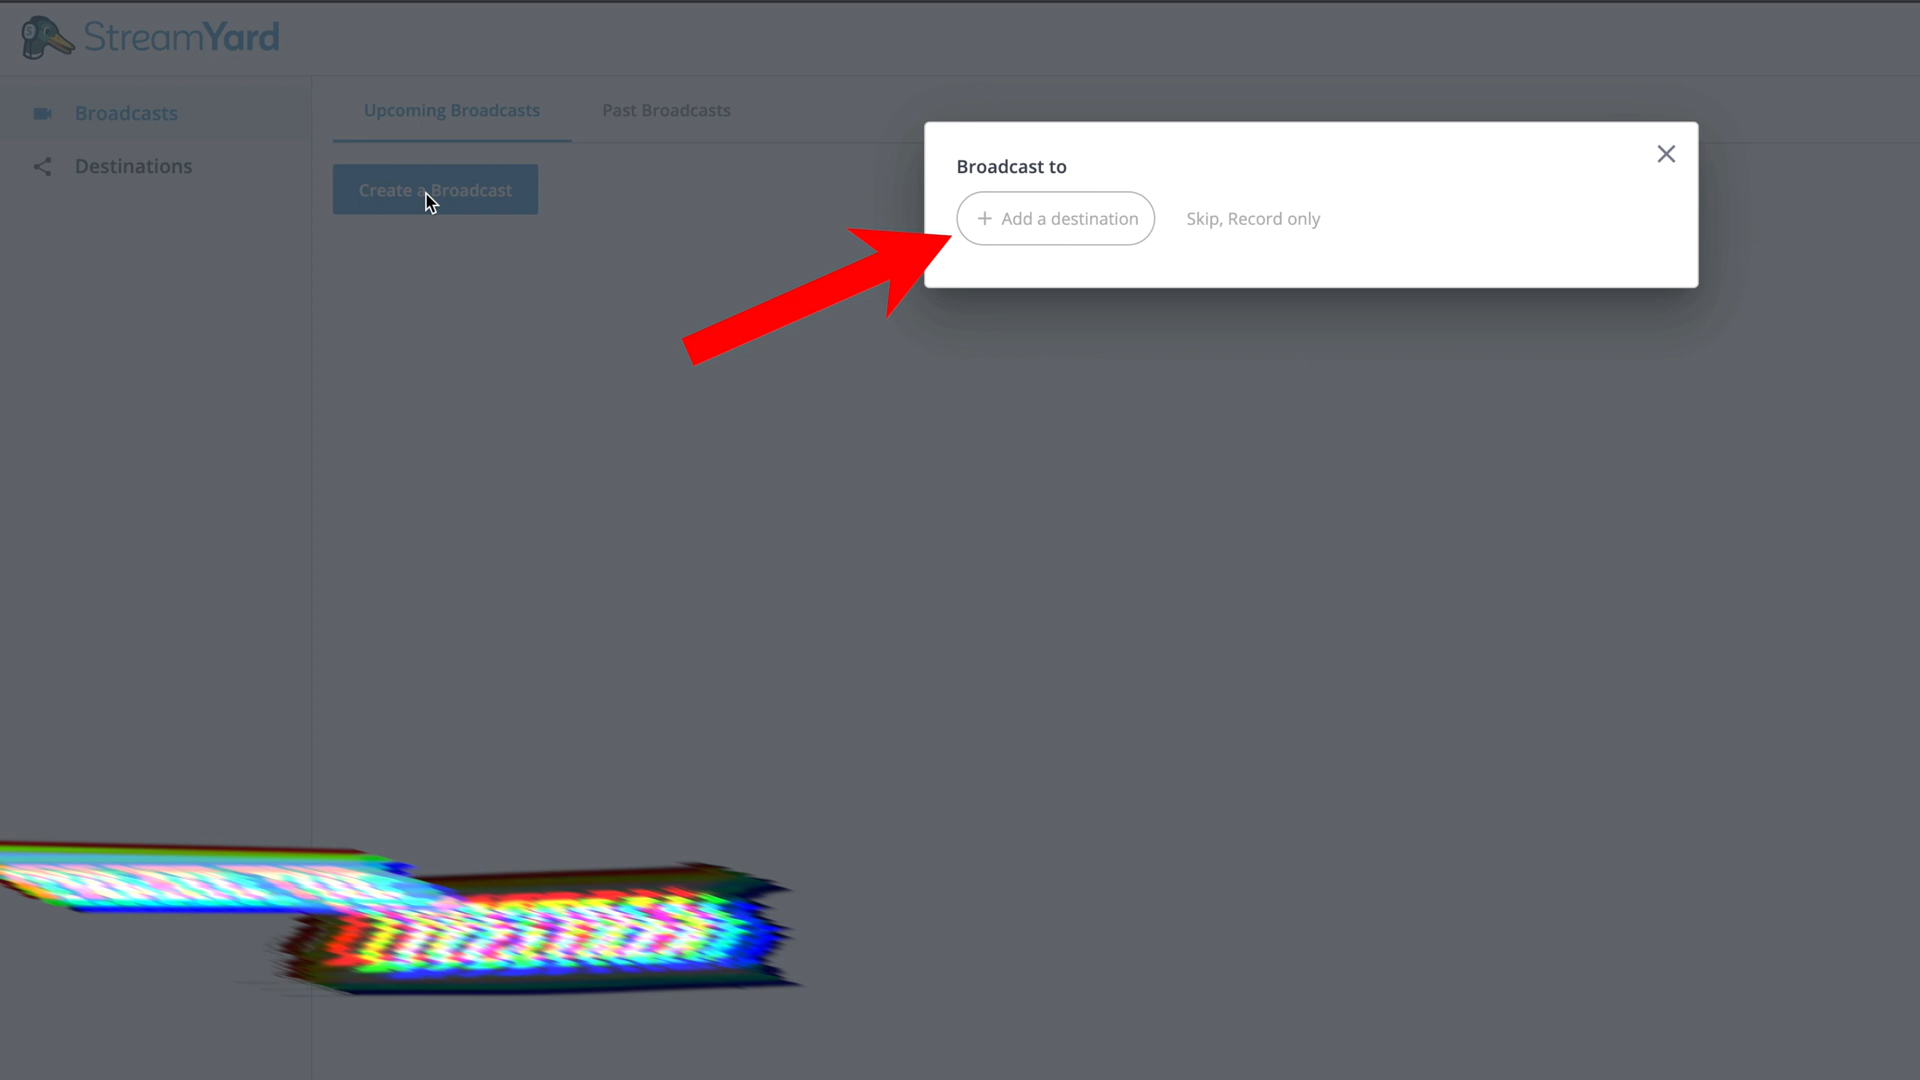 StreamYard
Broadcasts
Destinations
Upcoming Broadcasts
Past Broadcasts
Create a Broadcast
Broadcast to
+ Add a destination
Skip, Record only